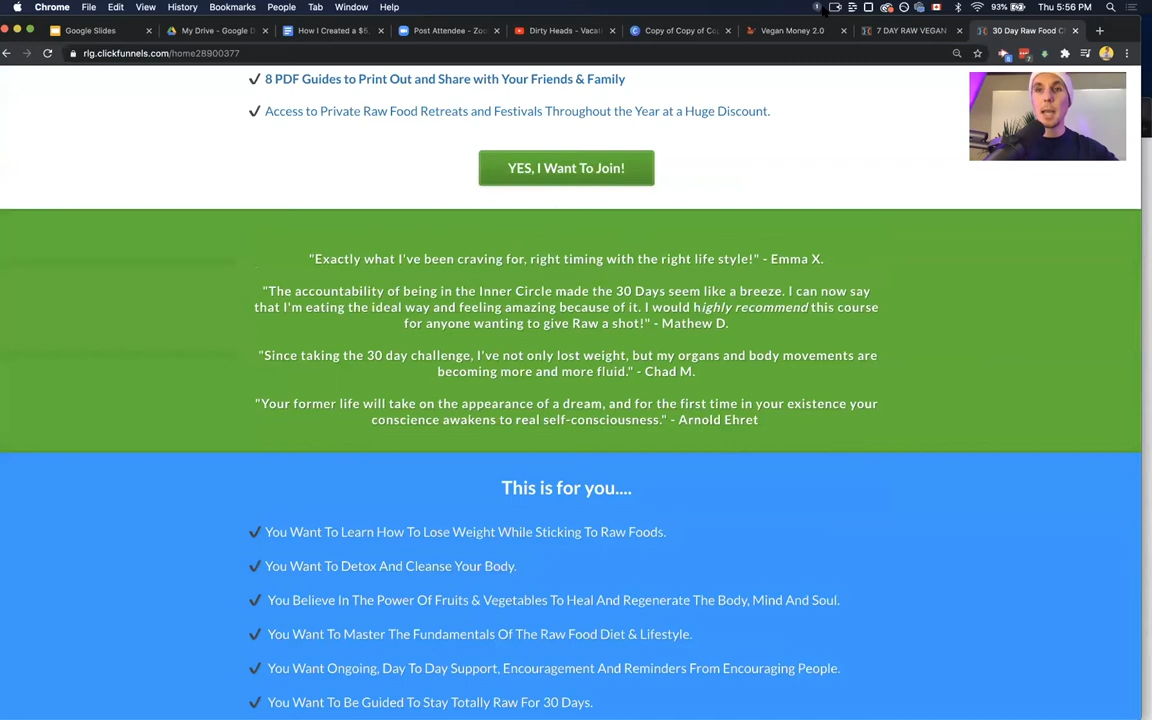 Chrome File Edit View History Bookmarks People Tab Window Help 93% Thu 5:56 PM
Google Slides My Drive - Google D How I Created a $5, Post Attendee - Zoo Dirty Heads - Vacat Copy of Copy of Co Vegan Money 2.0 7 DAY RAW VEGAN 30 Day Raw Food C
rlg.clickfunnels.com/home28900377
✓ 8 PDF Guides to Print Out and Share with Your Friends & Family
✓ Access to Private Raw Food Retreats and Festivals Throughout the Year at a Huge Discount.
YES, I Want To Join!
"Exactly what I've been craving for, right timing with the right life style!" - Emma X.
"The accountability of being in the Inner Circle made the 30 Days seem like a breeze. I can now say
that I'm eating the ideal way and feeling amazing because of it. I would highly recommend this course
for anyone wanting to give Raw a shot!" - Mathew D.
"Since taking the 30 day challenge, I've not only lost weight, but my organs and body movements are
becoming more and more fluid." - Chad M.
"Your former life will take on the appearance of a dream, and for the first time in your existence your
conscience awakens to real self-consciousness." - Arnold Ehret
This is for you....
✓ You Want To Learn How To Lose Weight While Sticking To Raw Foods.
✓ You Want To Detox And Cleanse Your Body.
✓ You Believe In The Power Of Fruits & Vegetables To Heal And Regenerate The Body, Mind And Soul.
✓ You Want To Master The Fundamentals Of The Raw Food Diet & Lifestyle.
✓ You Want Ongoing, Day To Day Support, Encouragement And Reminders From Encouraging People.
✓ You Want To Be Guided To Stay Totally Raw For 30 Days.